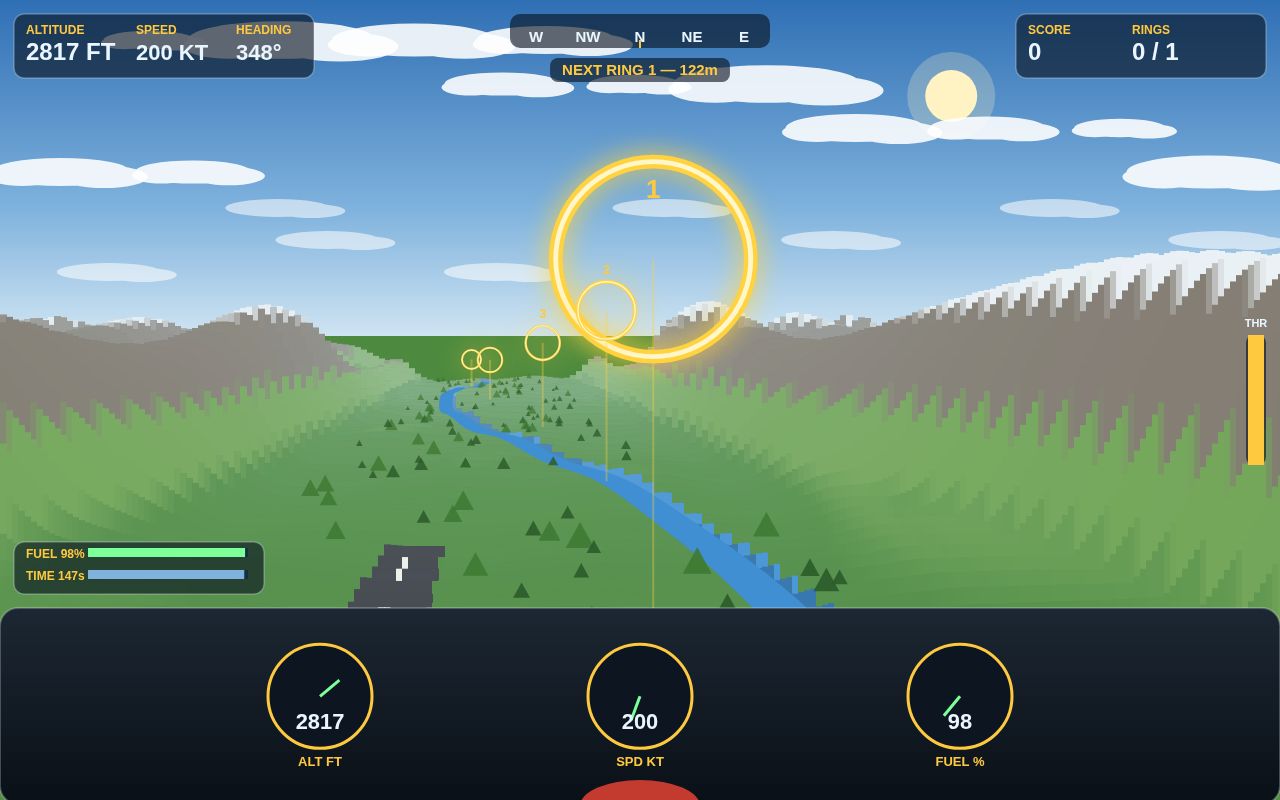 ALTITUDE SPEED HEADING
2817 FT 200 KT 348°
W NW N NE E
NEXT RING 1 — 122m
SCORE RINGS
0 0 / 1
1
2
3
THR
FUEL 98%
TIME 147s
2817 200 98
ALT FT SPD KT FUEL %